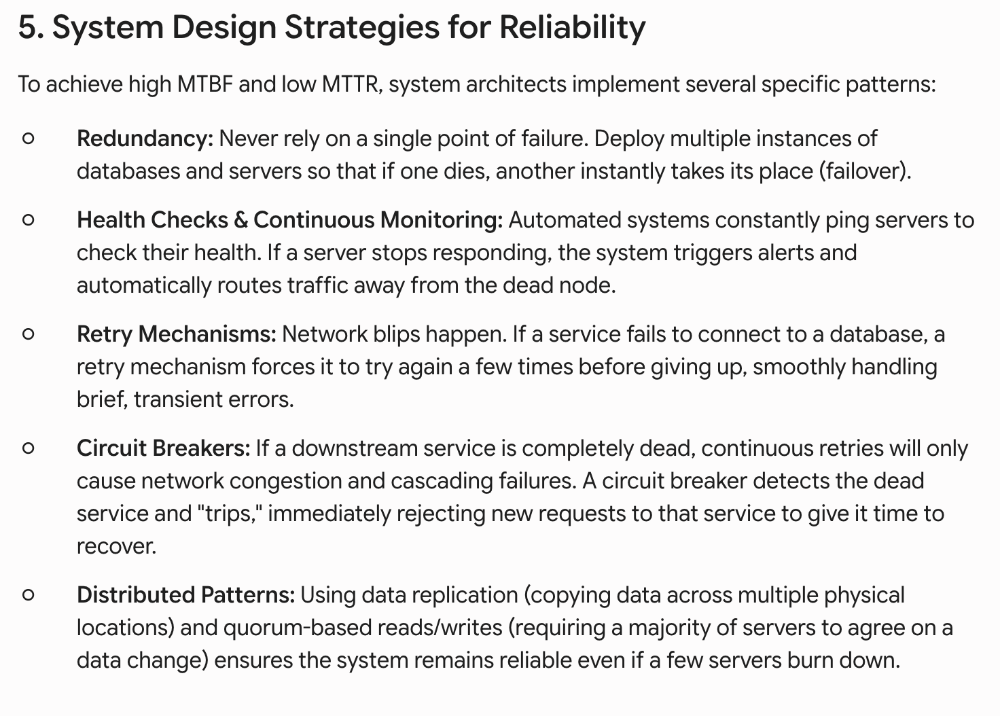 5. System Design Strategies for Reliability
To achieve high MTBF and low MTTR, system architects implement several specific patterns:
Redundancy: Never rely on a single point of failure. Deploy multiple instances of
databases and servers so that if one dies, another instantly takes its place (failover).
Health Checks & Continuous Monitoring: Automated systems constantly ping servers to
check their health. If a server stops responding, the system triggers alerts and
automatically routes traffic away from the dead node.
Retry Mechanisms: Network blips happen. If a service fails to connect to a database, a
retry mechanism forces it to try again a few times before giving up, smoothly handling
brief, transient errors.
Circuit Breakers: If a downstream service is completely dead, continuous retries will only
cause network congestion and cascading failures. A circuit breaker detects the dead
service and "trips," immediately rejecting new requests to that service to give it time to
recover.
Distributed Patterns: Using data replication (copying data across multiple physical
locations) and quorum-based reads/writes (requiring a majority of servers to agree on a
data change) ensures the system remains reliable even if a few servers burn down.